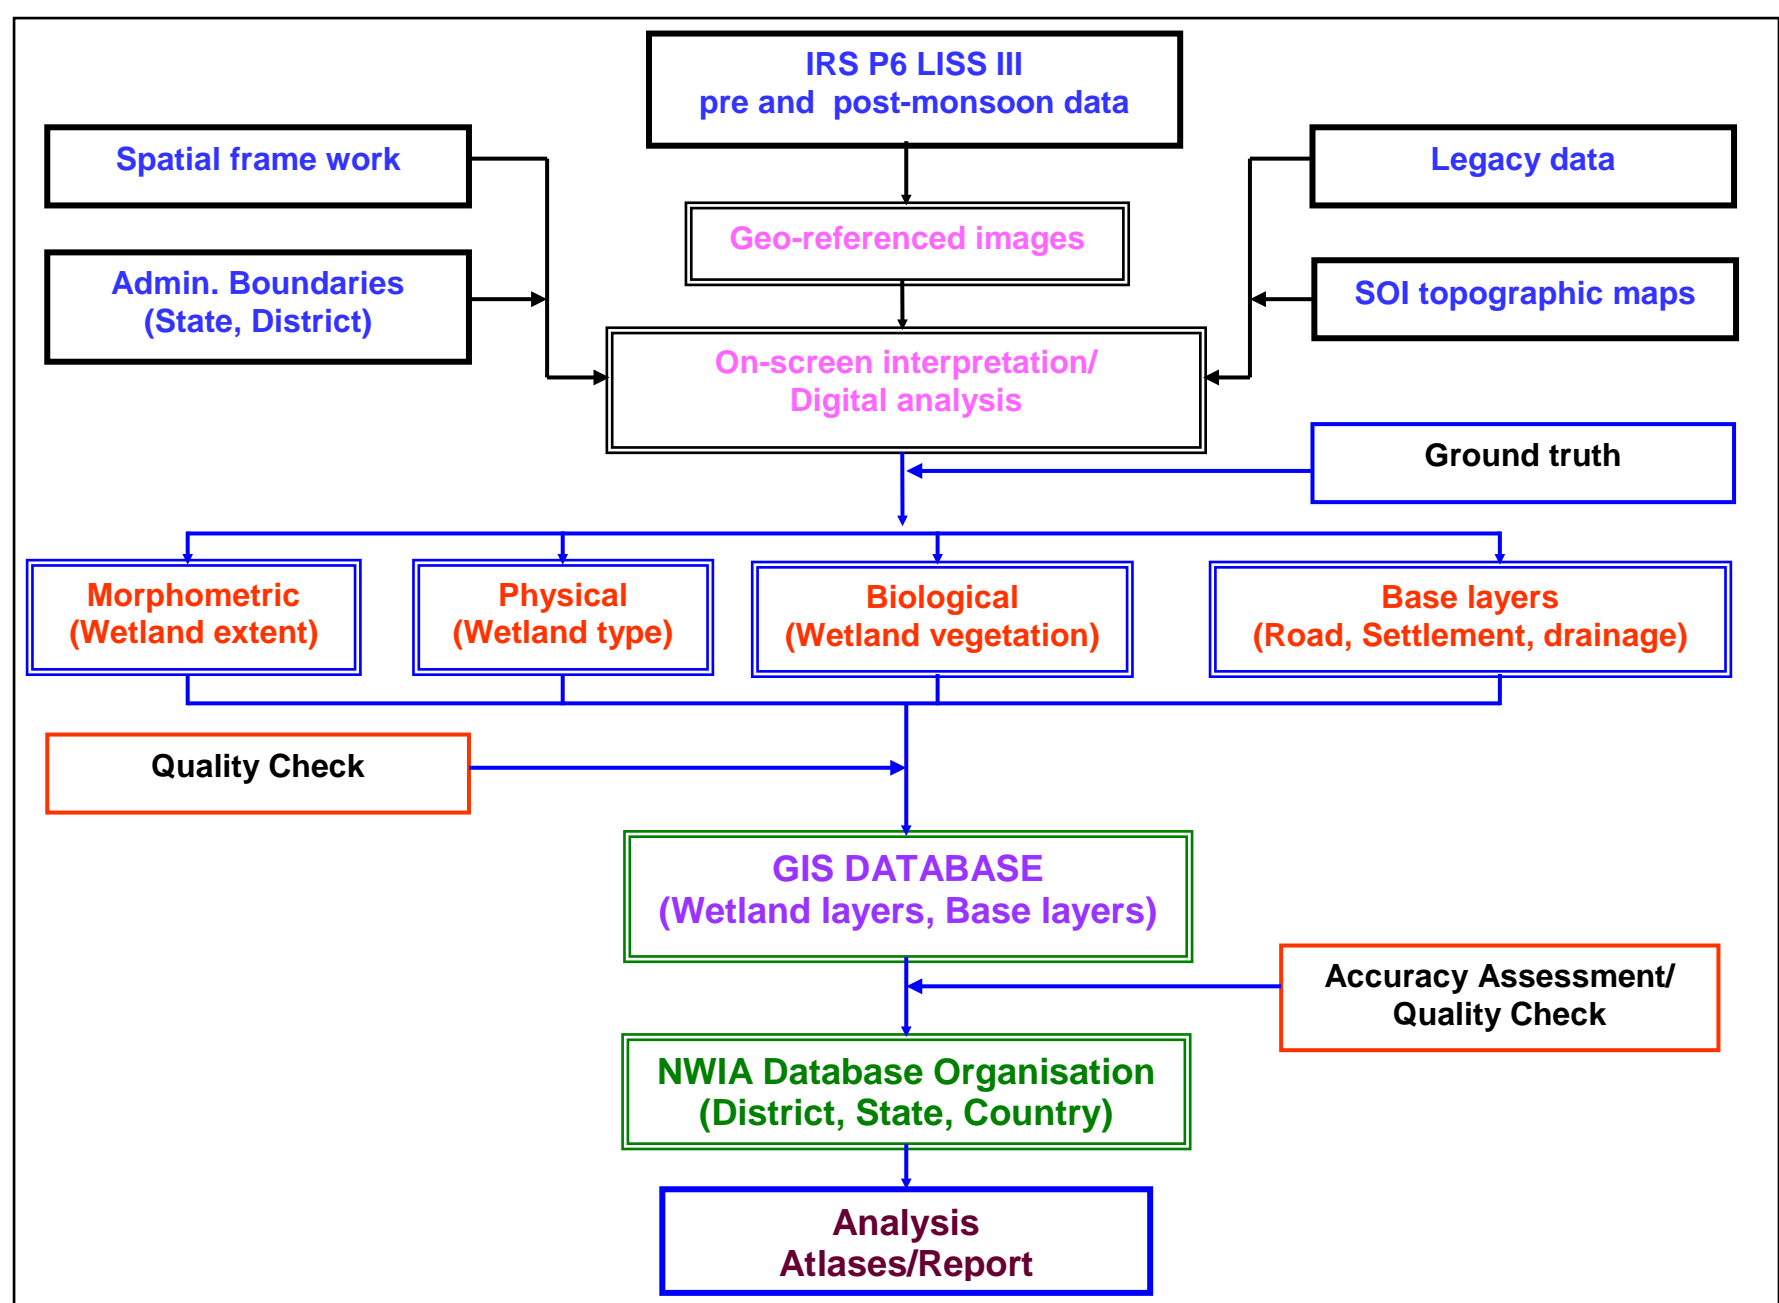 IRS P6 LISS III
pre and post-monsoon data
Spatial frame work
Legacy data
Geo-referenced images
Admin. Boundaries
(State, District)
SOI topographic maps
On-screen interpretation/
Digital analysis
Ground truth
Morphometric
(Wetland extent)
Physical
(Wetland type)
Biological
(Wetland vegetation)
Base layers
(Road, Settlement, drainage)
Quality Check
GIS DATABASE
(Wetland layers, Base layers)
Accuracy Assessment/
Quality Check
NWIA Database Organisation
(District, State, Country)
Analysis
Atlases/Report